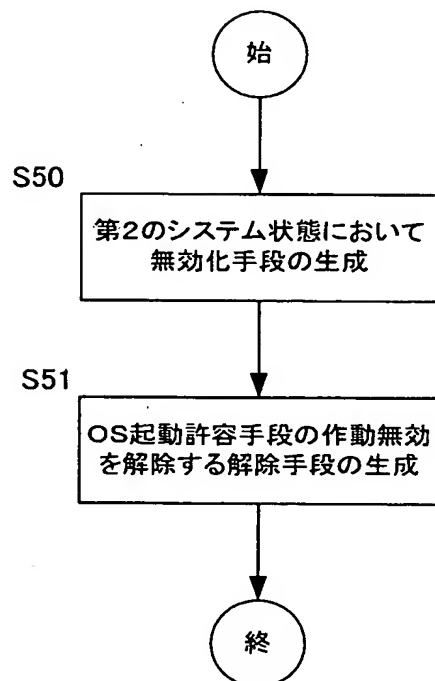 始
S50
第2のシステム状態において
無効化手段の生成
S51
OS起動許容手段の作動無効
を解除する解除手段の生成
終